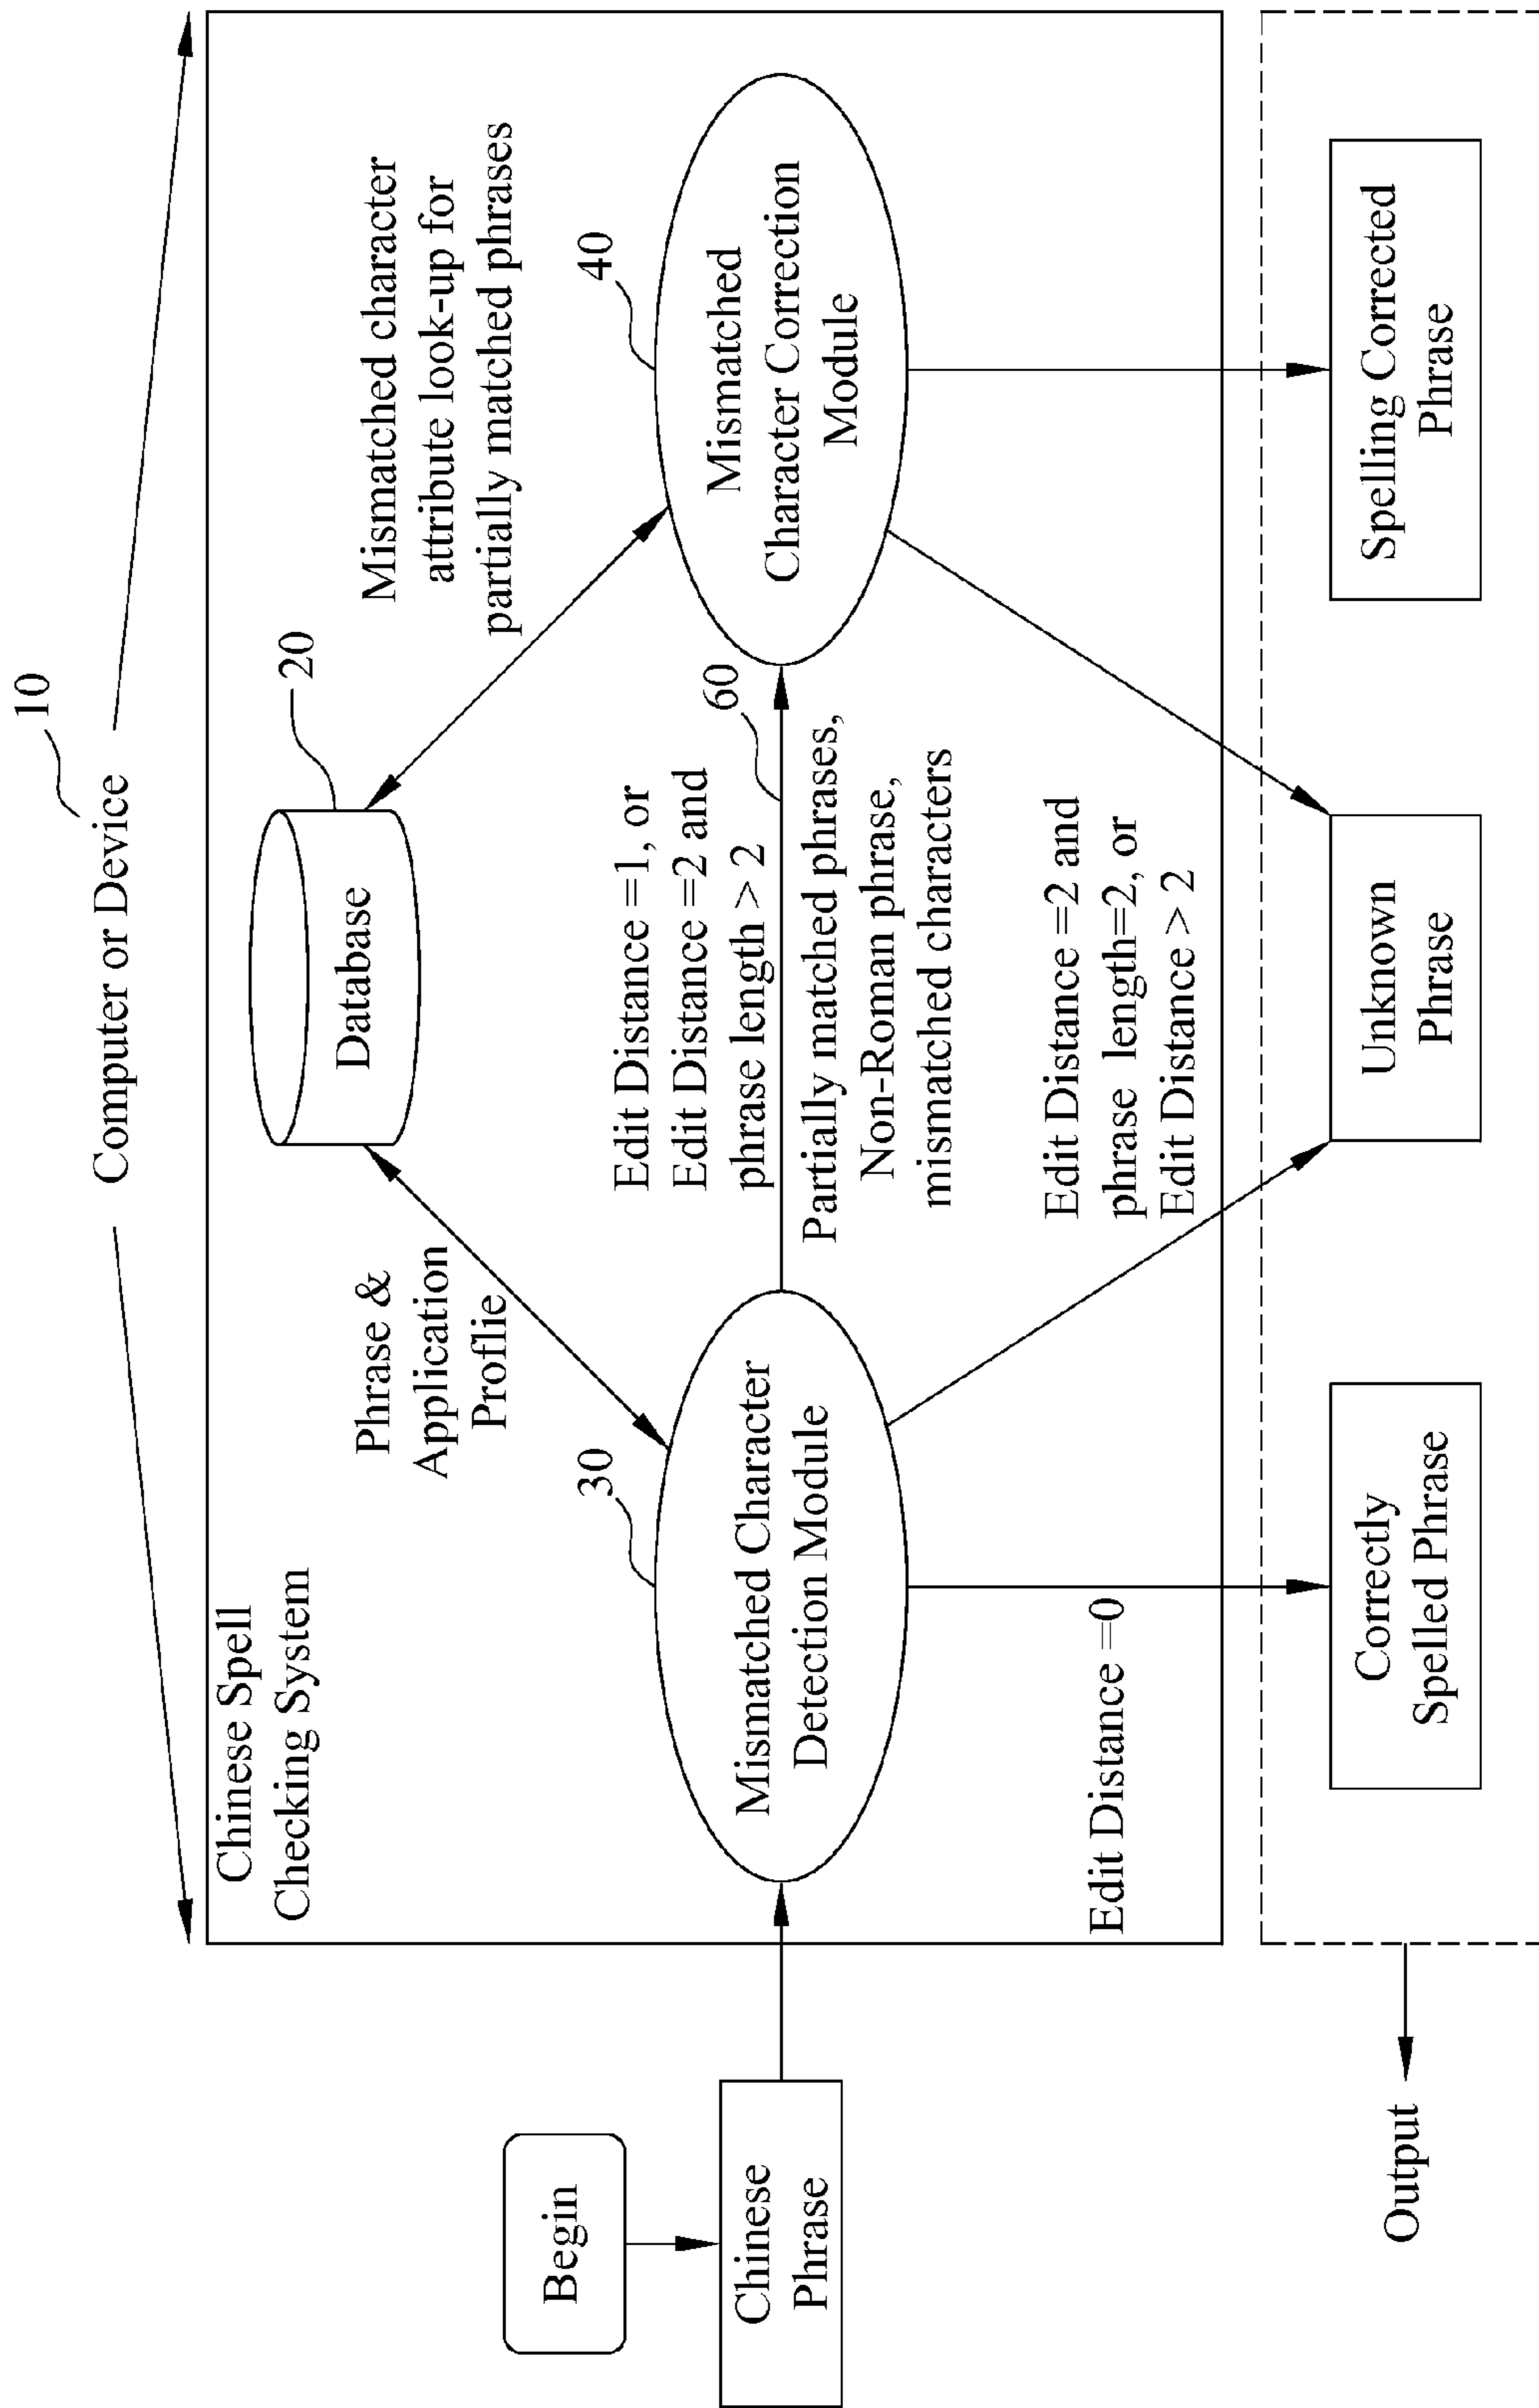 10
Computer or Device
Chinese Spell
Checking System
20
Database
Phrase &
Application
Proflie
Mismatched character
attribute look-up for
partially matched phrases
Begin
Chinese
Phrase
30
Mismatched Character
Detection Module
Edit Distance =1, or
Edit Distance =2 and
phrase length > 2
60
Partially matched phrases,
Non-Roman phrase,
mismatched characters
40
Mismatched
Character Correction
Module
Edit Distance =0
Edit Distance =2 and
phrase length=2, or
Edit Distance > 2
Output
Correctly
Spelled Phrase
Unknown
Phrase
Spelling Corrected
Phrase